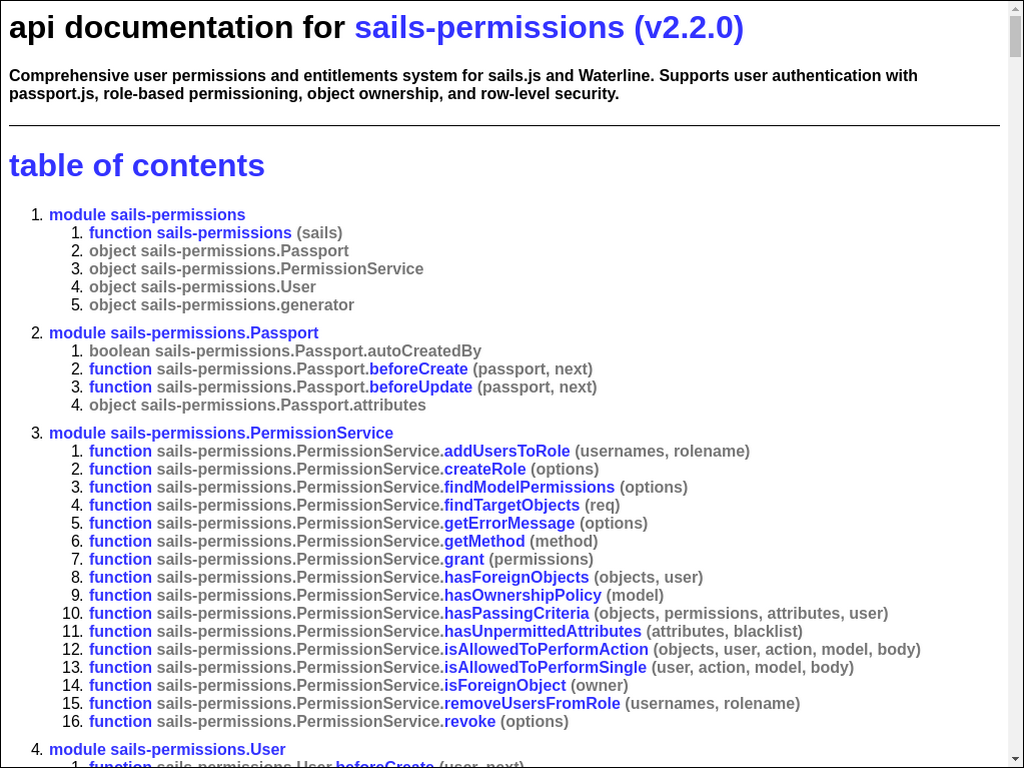 api documentation for sails-permissions (v2.2.0)
Comprehensive user permissions and entitlements system for sails.js and Waterline. Supports user authentication with
passport.js, role-based permissioning, object ownership, and row-level security.
table of contents
1. module sails-permissions
1. function sails-permissions (sails)
2. object sails-permissions.Passport
3. object sails-permissions.PermissionService
4. object sails-permissions.User
5. object sails-permissions.generator
2. module sails-permissions.Passport
1. boolean sails-permissions.Passport.autoCreatedBy
2. function sails-permissions.Passport.beforeCreate (passport, next)
3. function sails-permissions.Passport.beforeUpdate (passport, next)
4. object sails-permissions.Passport.attributes
3. module sails-permissions.PermissionService
1. function sails-permissions.PermissionService.addUsersToRole (usernames, rolename)
2. function sails-permissions.PermissionService.createRole (options)
3. function sails-permissions.PermissionService.findModelPermissions (options)
4. function sails-permissions.PermissionService.findTargetObjects (req)
5. function sails-permissions.PermissionService.getErrorMessage (options)
6. function sails-permissions.PermissionService.getMethod (method)
7. function sails-permissions.PermissionService.grant (permissions)
8. function sails-permissions.PermissionService.hasForeignObjects (objects, user)
9. function sails-permissions.PermissionService.hasOwnershipPolicy (model)
10. function sails-permissions.PermissionService.hasPassingCriteria (objects, permissions, attributes, user)
11. function sails-permissions.PermissionService.hasUnpermittedAttributes (attributes, blacklist)
12. function sails-permissions.PermissionService.isAllowedToPerformAction (objects, user, action, model, body)
13. function sails-permissions.PermissionService.isAllowedToPerformSingle (user, action, model, body)
14. function sails-permissions.PermissionService.isForeignObject (owner)
15. function sails-permissions.PermissionService.removeUsersFromRole (usernames, rolename)
16. function sails-permissions.PermissionService.revoke (options)
4. module sails-permissions.User
1. function sails-permissions.User.beforeCreate (user, next)